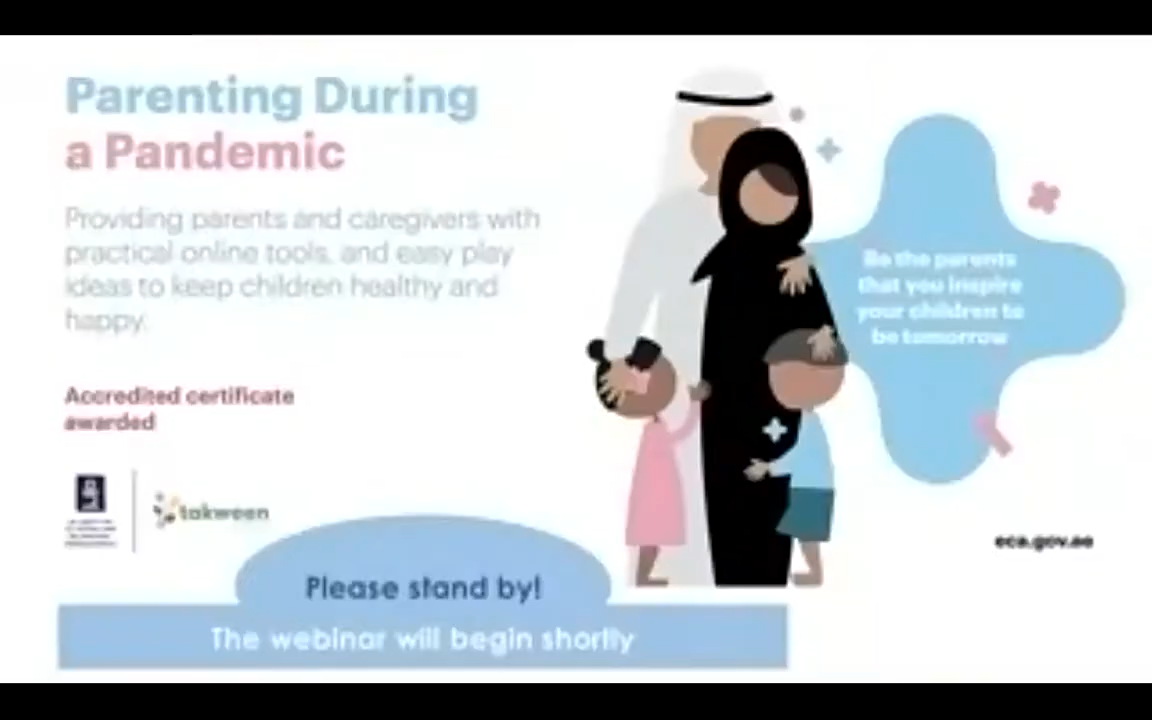 Parenting During
a Pandemic
Providing parents and caregivers with
practical online tools, and easy play
ideas to keep children healthy and
happy.
Accredited certificate
awarded
takween
Be the parents
that you inspire
your children to
be tomorrow
eca.gov.ae
Please stand by!
The webinar will begin shortly